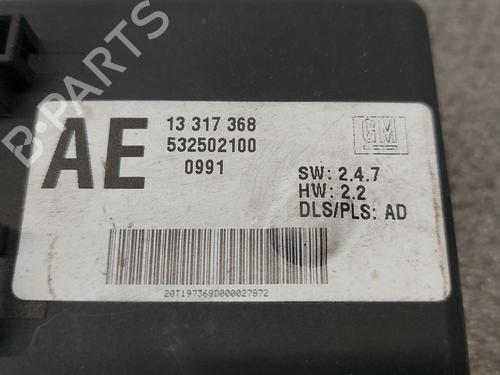 B-PARTS
AE
13 317 368
532502100
0991
GM
SW: 2.4.7
HW: 2.2
DLS/PLS: AD
20T197368D000027872